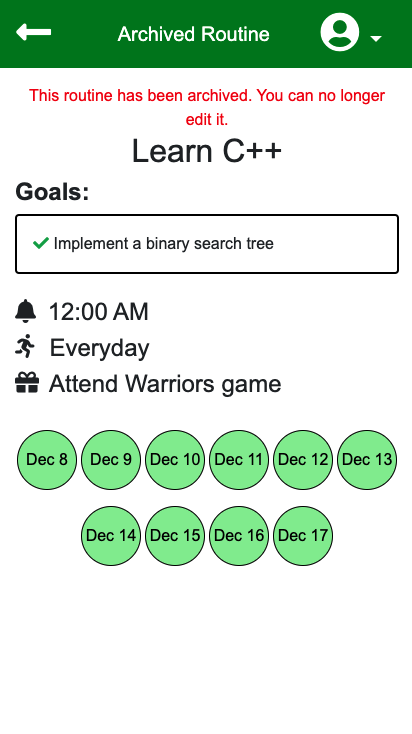 Archived Routine
This routine has been archived. You can no longer
edit it.
Learn C++
Goals:
Implement a binary search tree
12:00 AM
Everyday
Attend Warriors game
Dec 8 Dec 9 Dec 10 Dec 11 Dec 12 Dec 13
Dec 14 Dec 15 Dec 16 Dec 17